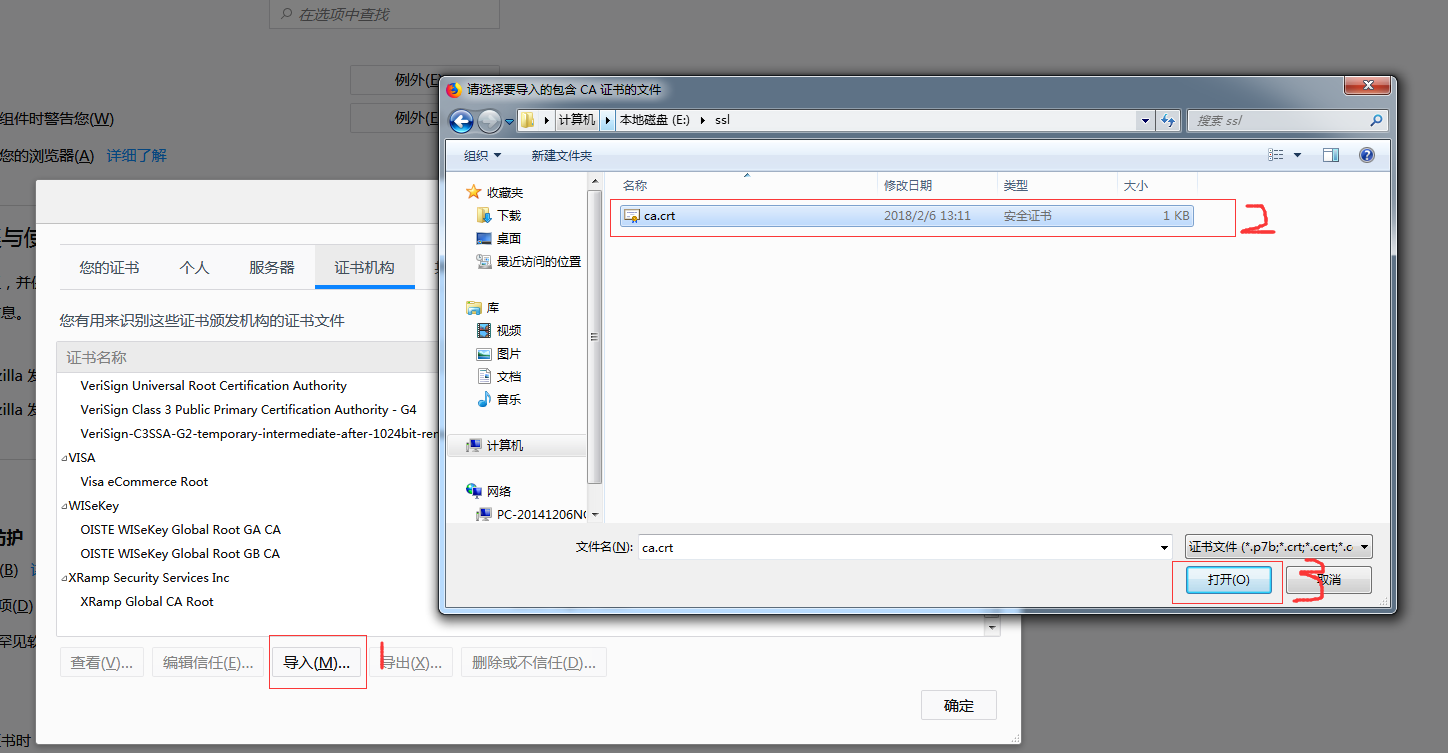 在选项中查找
例外(E
组件时警告您(W)
例外(E
您的浏览器(A) 详细了解
请选择要导入的包含 CA 证书的文件
计算机 本地磁盘 (E:) ssl
搜索 ssl
组织 新建文件夹
收藏夹
下载
桌面
最近访问的位置
库
视频
图片
文档
音乐
计算机
网络
PC-20141206N
名称 修改日期 类型 大小
ca.crt 2018/2/6 13:11 安全证书 1 KB
2
文件名(N): ca.crt 证书文件 (*.p7b;*.crt;*.cert;*.c
打开(O) 取消
3
与使
，并
息。
zilla 发
zilla 发
防护
(B)
项(D)
罕见软
书时
您的证书 个人 服务器 证书机构
您有用来识别这些证书颁发机构的证书文件
证书名称
VeriSign Universal Root Certification Authority
VeriSign Class 3 Public Primary Certification Authority - G4
VeriSign-C3SSA-G2-temporary-intermediate-after-1024bit-rem
VISA
Visa eCommerce Root
WISeKey
OISTE WISeKey Global Root GA CA
OISTE WISeKey Global Root GB CA
XRamp Security Services Inc
XRamp Global CA Root
查看(V)... 编辑信任(E)... 导入(M)... 1 导出(X)... 删除或不信任(D)...
确定